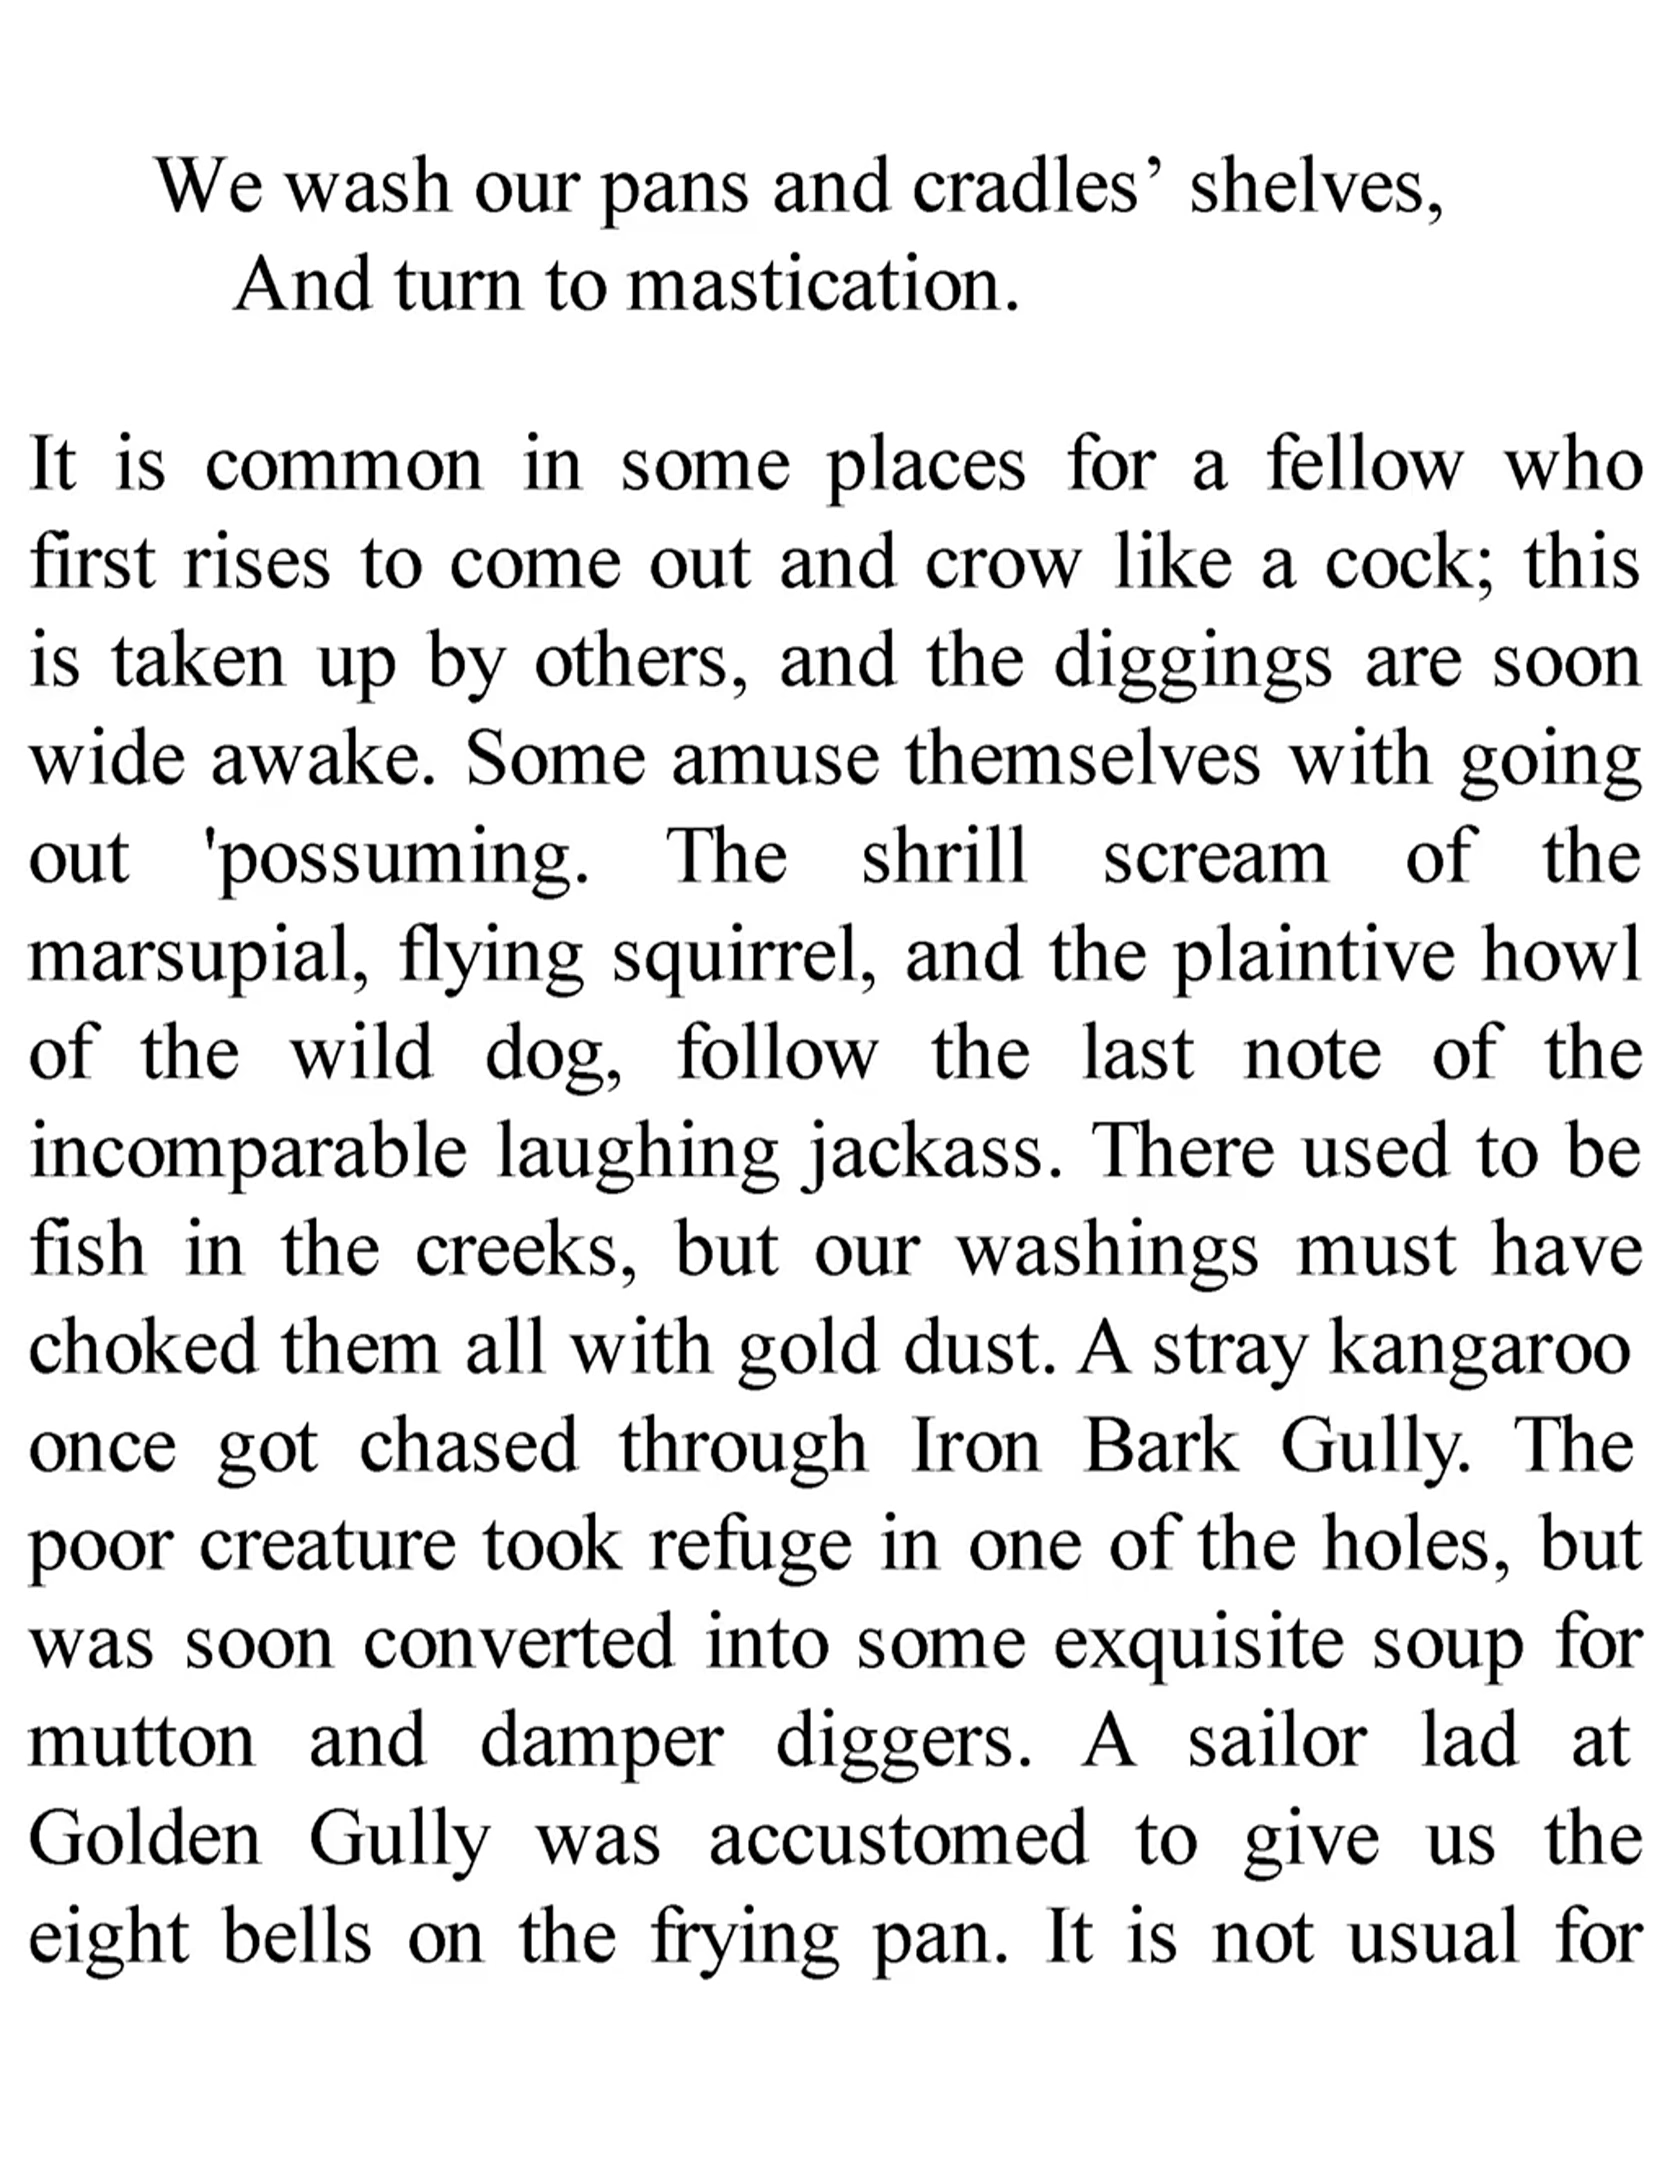 We wash our pans and cradles’ shelves,
And turn to mastication.
It is common in some places for a fellow who
first rises to come out and crow like a cock; this
is taken up by others, and the diggings are soon
wide awake. Some amuse themselves with going
out 'possuming. The shrill scream of the
marsupial, flying squirrel, and the plaintive howl
of the wild dog, follow the last note of the
incomparable laughing jackass. There used to be
fish in the creeks, but our washings must have
choked them all with gold dust. A stray kangaroo
once got chased through Iron Bark Gully. The
poor creature took refuge in one of the holes, but
was soon converted into some exquisite soup for
mutton and damper diggers. A sailor lad at
Golden Gully was accustomed to give us the
eight bells on the frying pan. It is not usual for